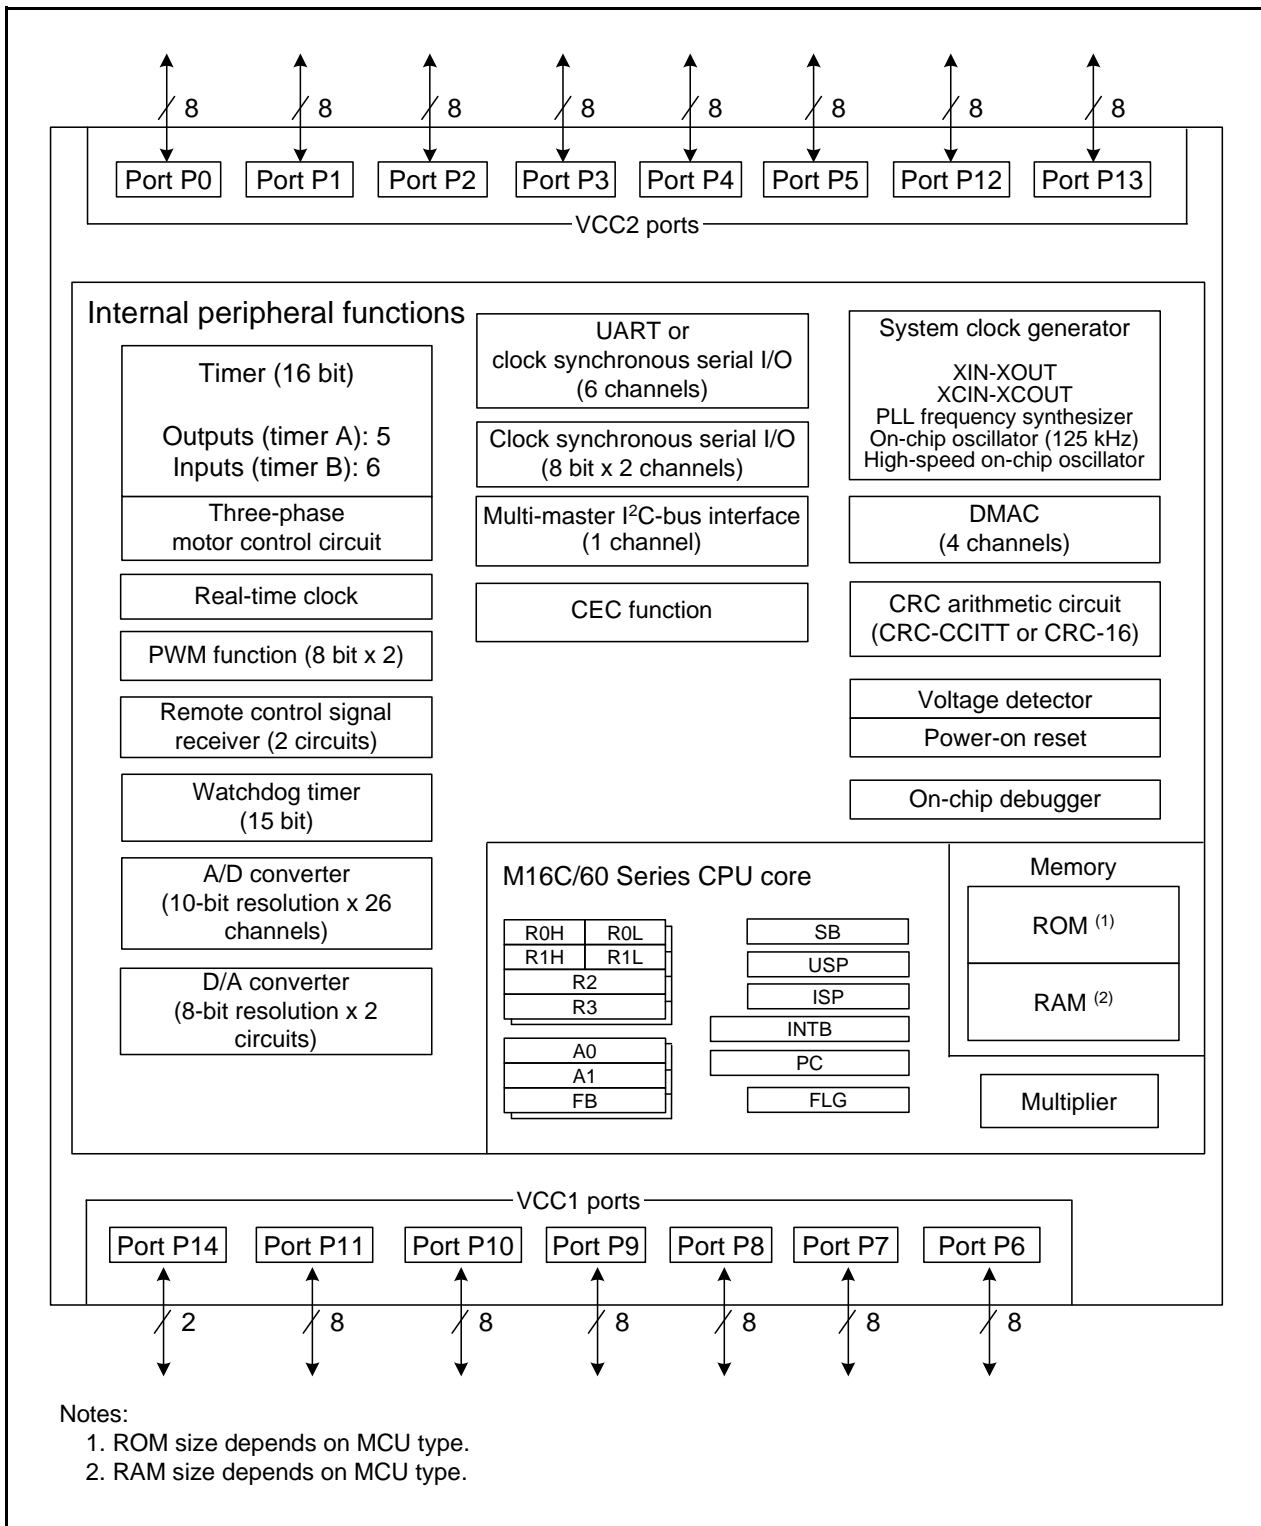 8 8 8 8 8 8 8 8
Port P0 Port P1 Port P2 Port P3 Port P4 Port P5 Port P12 Port P13
VCC2 ports
Internal peripheral functions
Timer (16 bit)
Outputs (timer A): 5
Inputs (timer B): 6
Three-phase
motor control circuit
Real-time clock
PWM function (8 bit x 2)
Remote control signal
receiver (2 circuits)
Watchdog timer
(15 bit)
A/D converter
(10-bit resolution x 26
channels)
D/A converter
(8-bit resolution x 2
circuits)
UART or
clock synchronous serial I/O
(6 channels)
Clock synchronous serial I/O
(8 bit x 2 channels)
Multi-master I²C-bus interface
(1 channel)
CEC function
System clock generator
XIN-XOUT
XCIN-XCOUT
PLL frequency synthesizer
On-chip oscillator (125 kHz)
High-speed on-chip oscillator
DMAC
(4 channels)
CRC arithmetic circuit
(CRC-CCITT or CRC-16)
Voltage detector
Power-on reset
On-chip debugger
M16C/60 Series CPU core
R0H R0L
R1H R1L
R2
R3
A0
A1
FB
SB
USP
ISP
INTB
PC
FLG
Memory
ROM (1)
RAM (2)
Multiplier
VCC1 ports
Port P14 Port P11 Port P10 Port P9 Port P8 Port P7 Port P6
2 8 8 8 8 8 8
Notes:
1. ROM size depends on MCU type.
2. RAM size depends on MCU type.